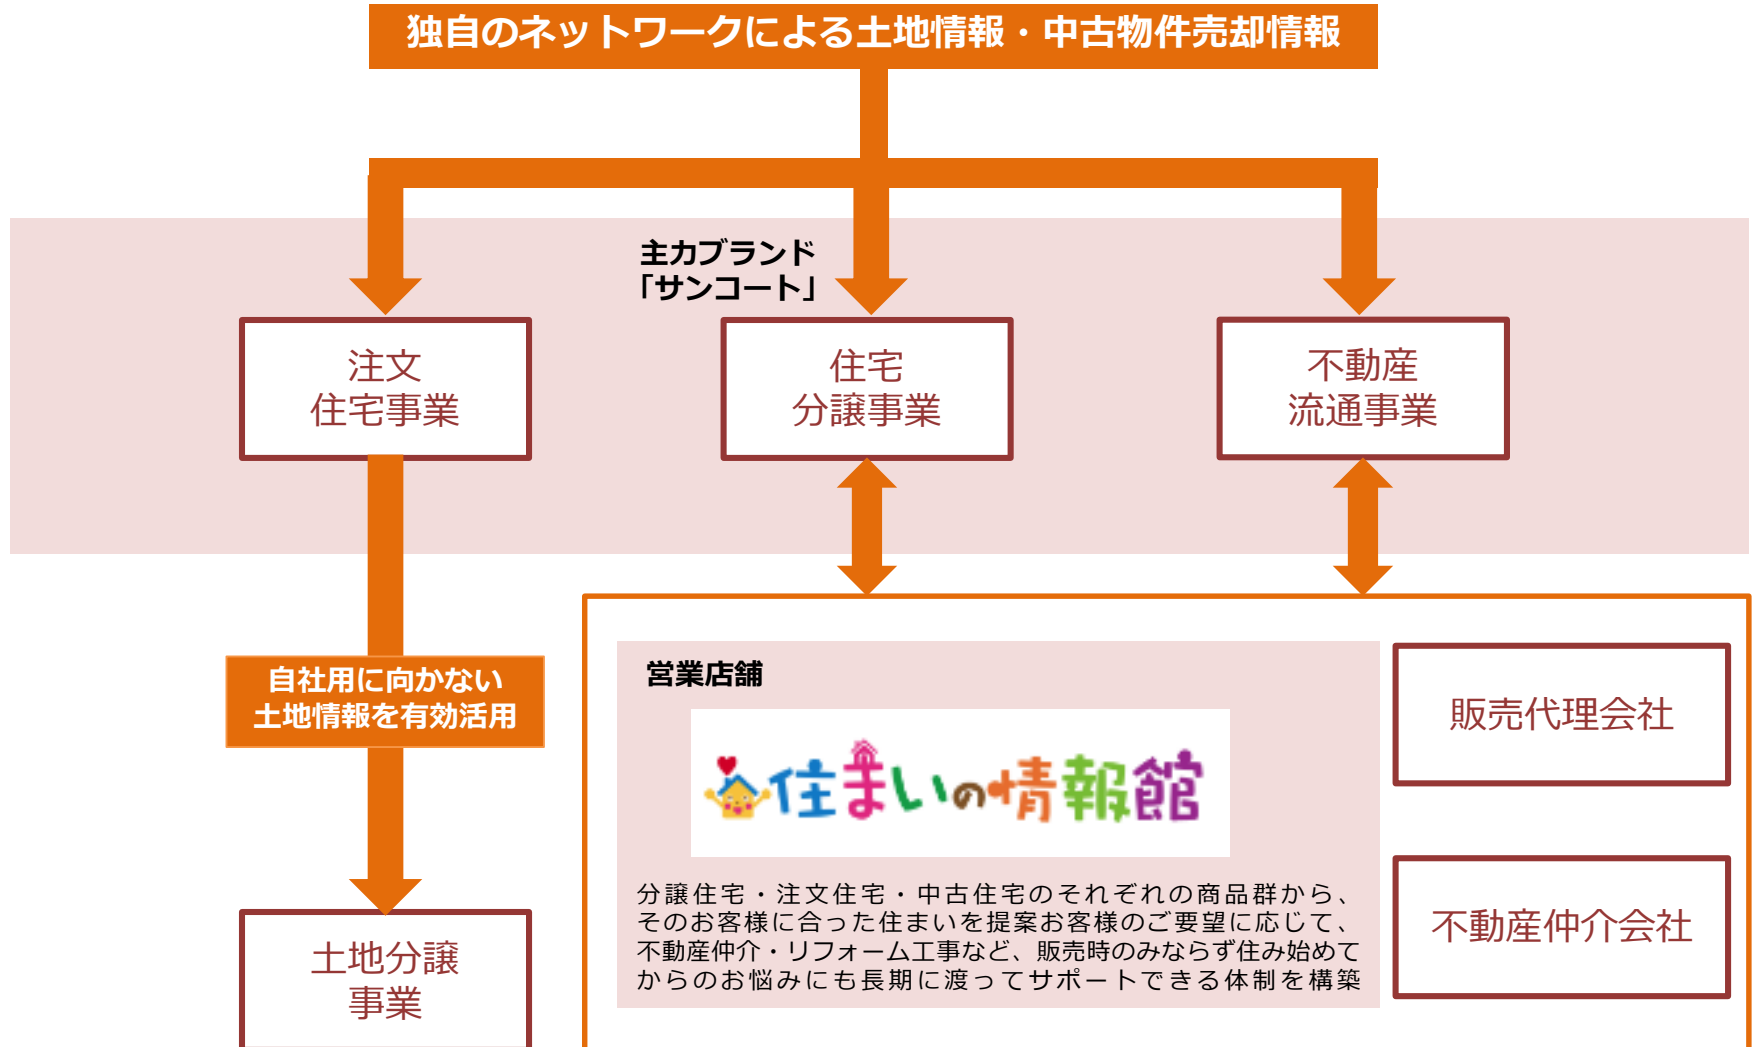 独自のネットワークによる土地情報・中古物件売却情報
主力ブランド
「サンコート」
注文
住宅事業
住宅
分譲事業
不動産
流通事業
自社用に向かない
土地情報を有効活用
土地分譲
事業
営業店舗
住まいの情報館
分譲住宅・注文住宅・中古住宅のそれぞれの商品群から、
そのお客様に合った住まいを提案お客様のご要望に応じて、
不動産仲介・リフォーム工事など、販売時のみならず住み始めて
からのお悩みにも長期に渡ってサポートできる体制を構築
販売代理会社
不動産仲介会社